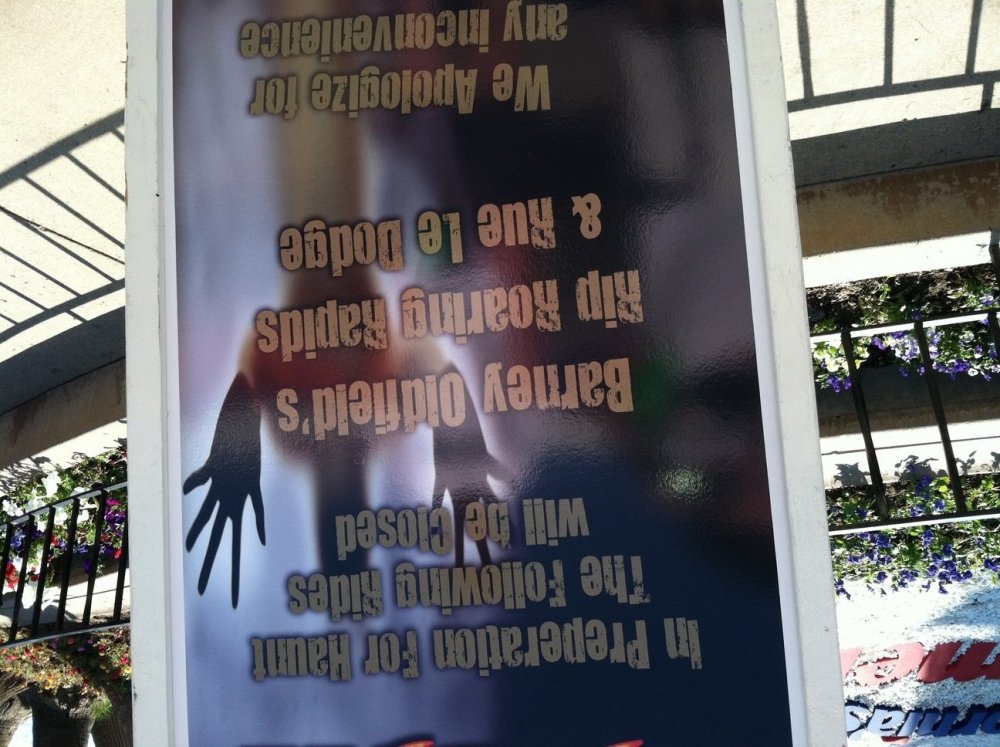 In Preperation For Haunt
The Following Rides
will be Closed
Barney Oldfield's
Rip Roaring Rapids
& Rue Le Dodge
We Apologize for
any inconvenience